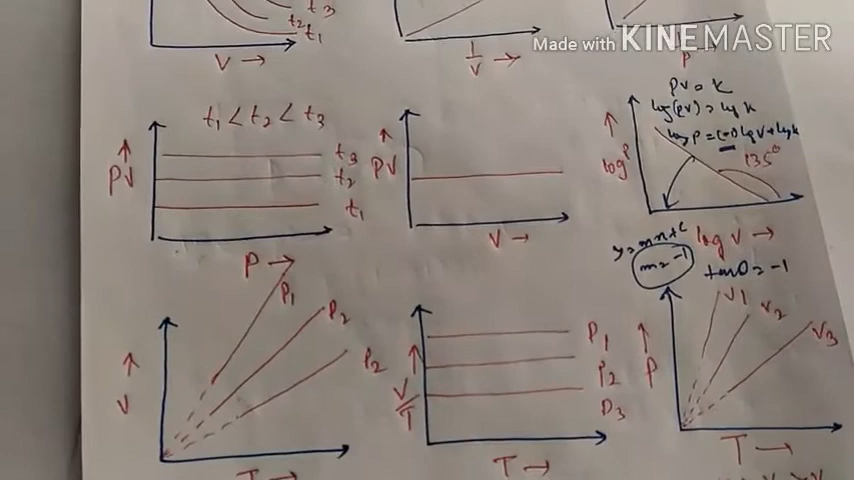 t3
t2
t1
V →
1/V →
P →
Made with KINEMASTER
t1 < t2 < t3
PV
t3
t2
t1
P →
PV
V →
PV = k
log(PV) = log k
log P = (-1) log V + log k
135°
log P
log V →
y = mx + c
m = -1
tanθ = -1
V
P1
P2
P2
T →
V/T
P1
P2
P3
T →
P
V1
V2
V3
T →